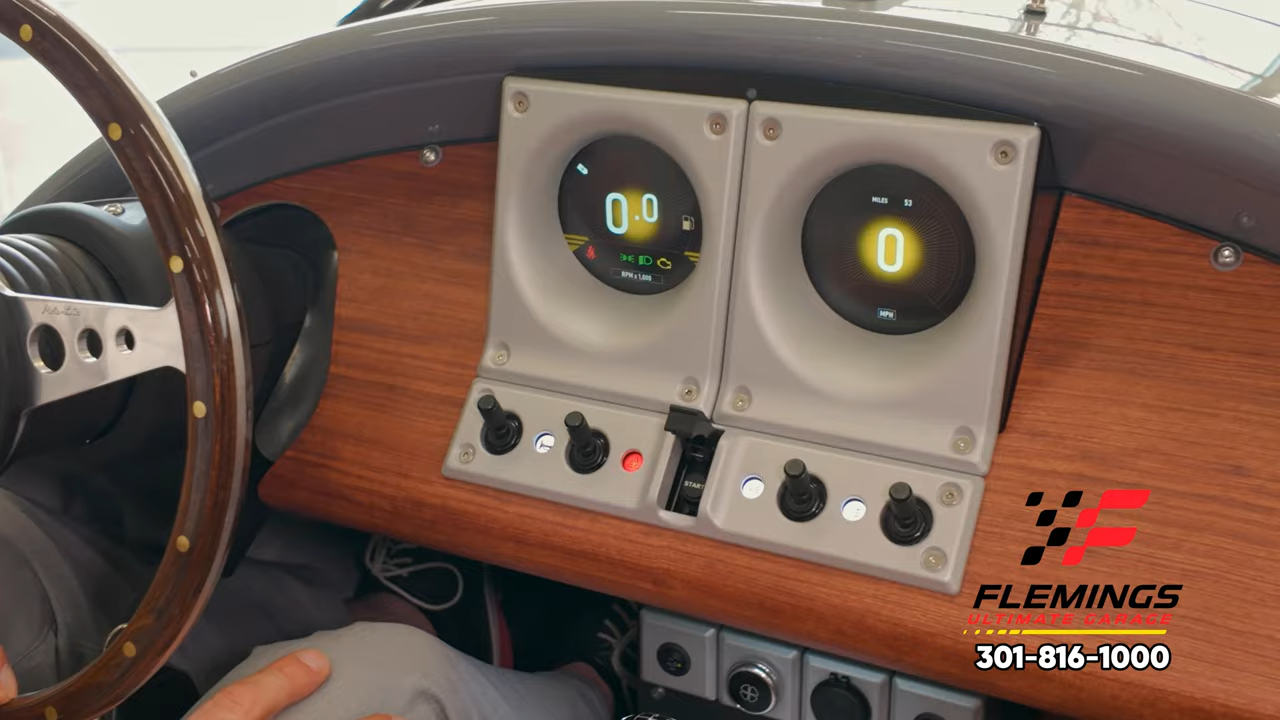 0.0
RPM x 1,000
MILES 53
0
MPH
START
FLEMINGS
ULTIMATE GARAGE
301-816-1000